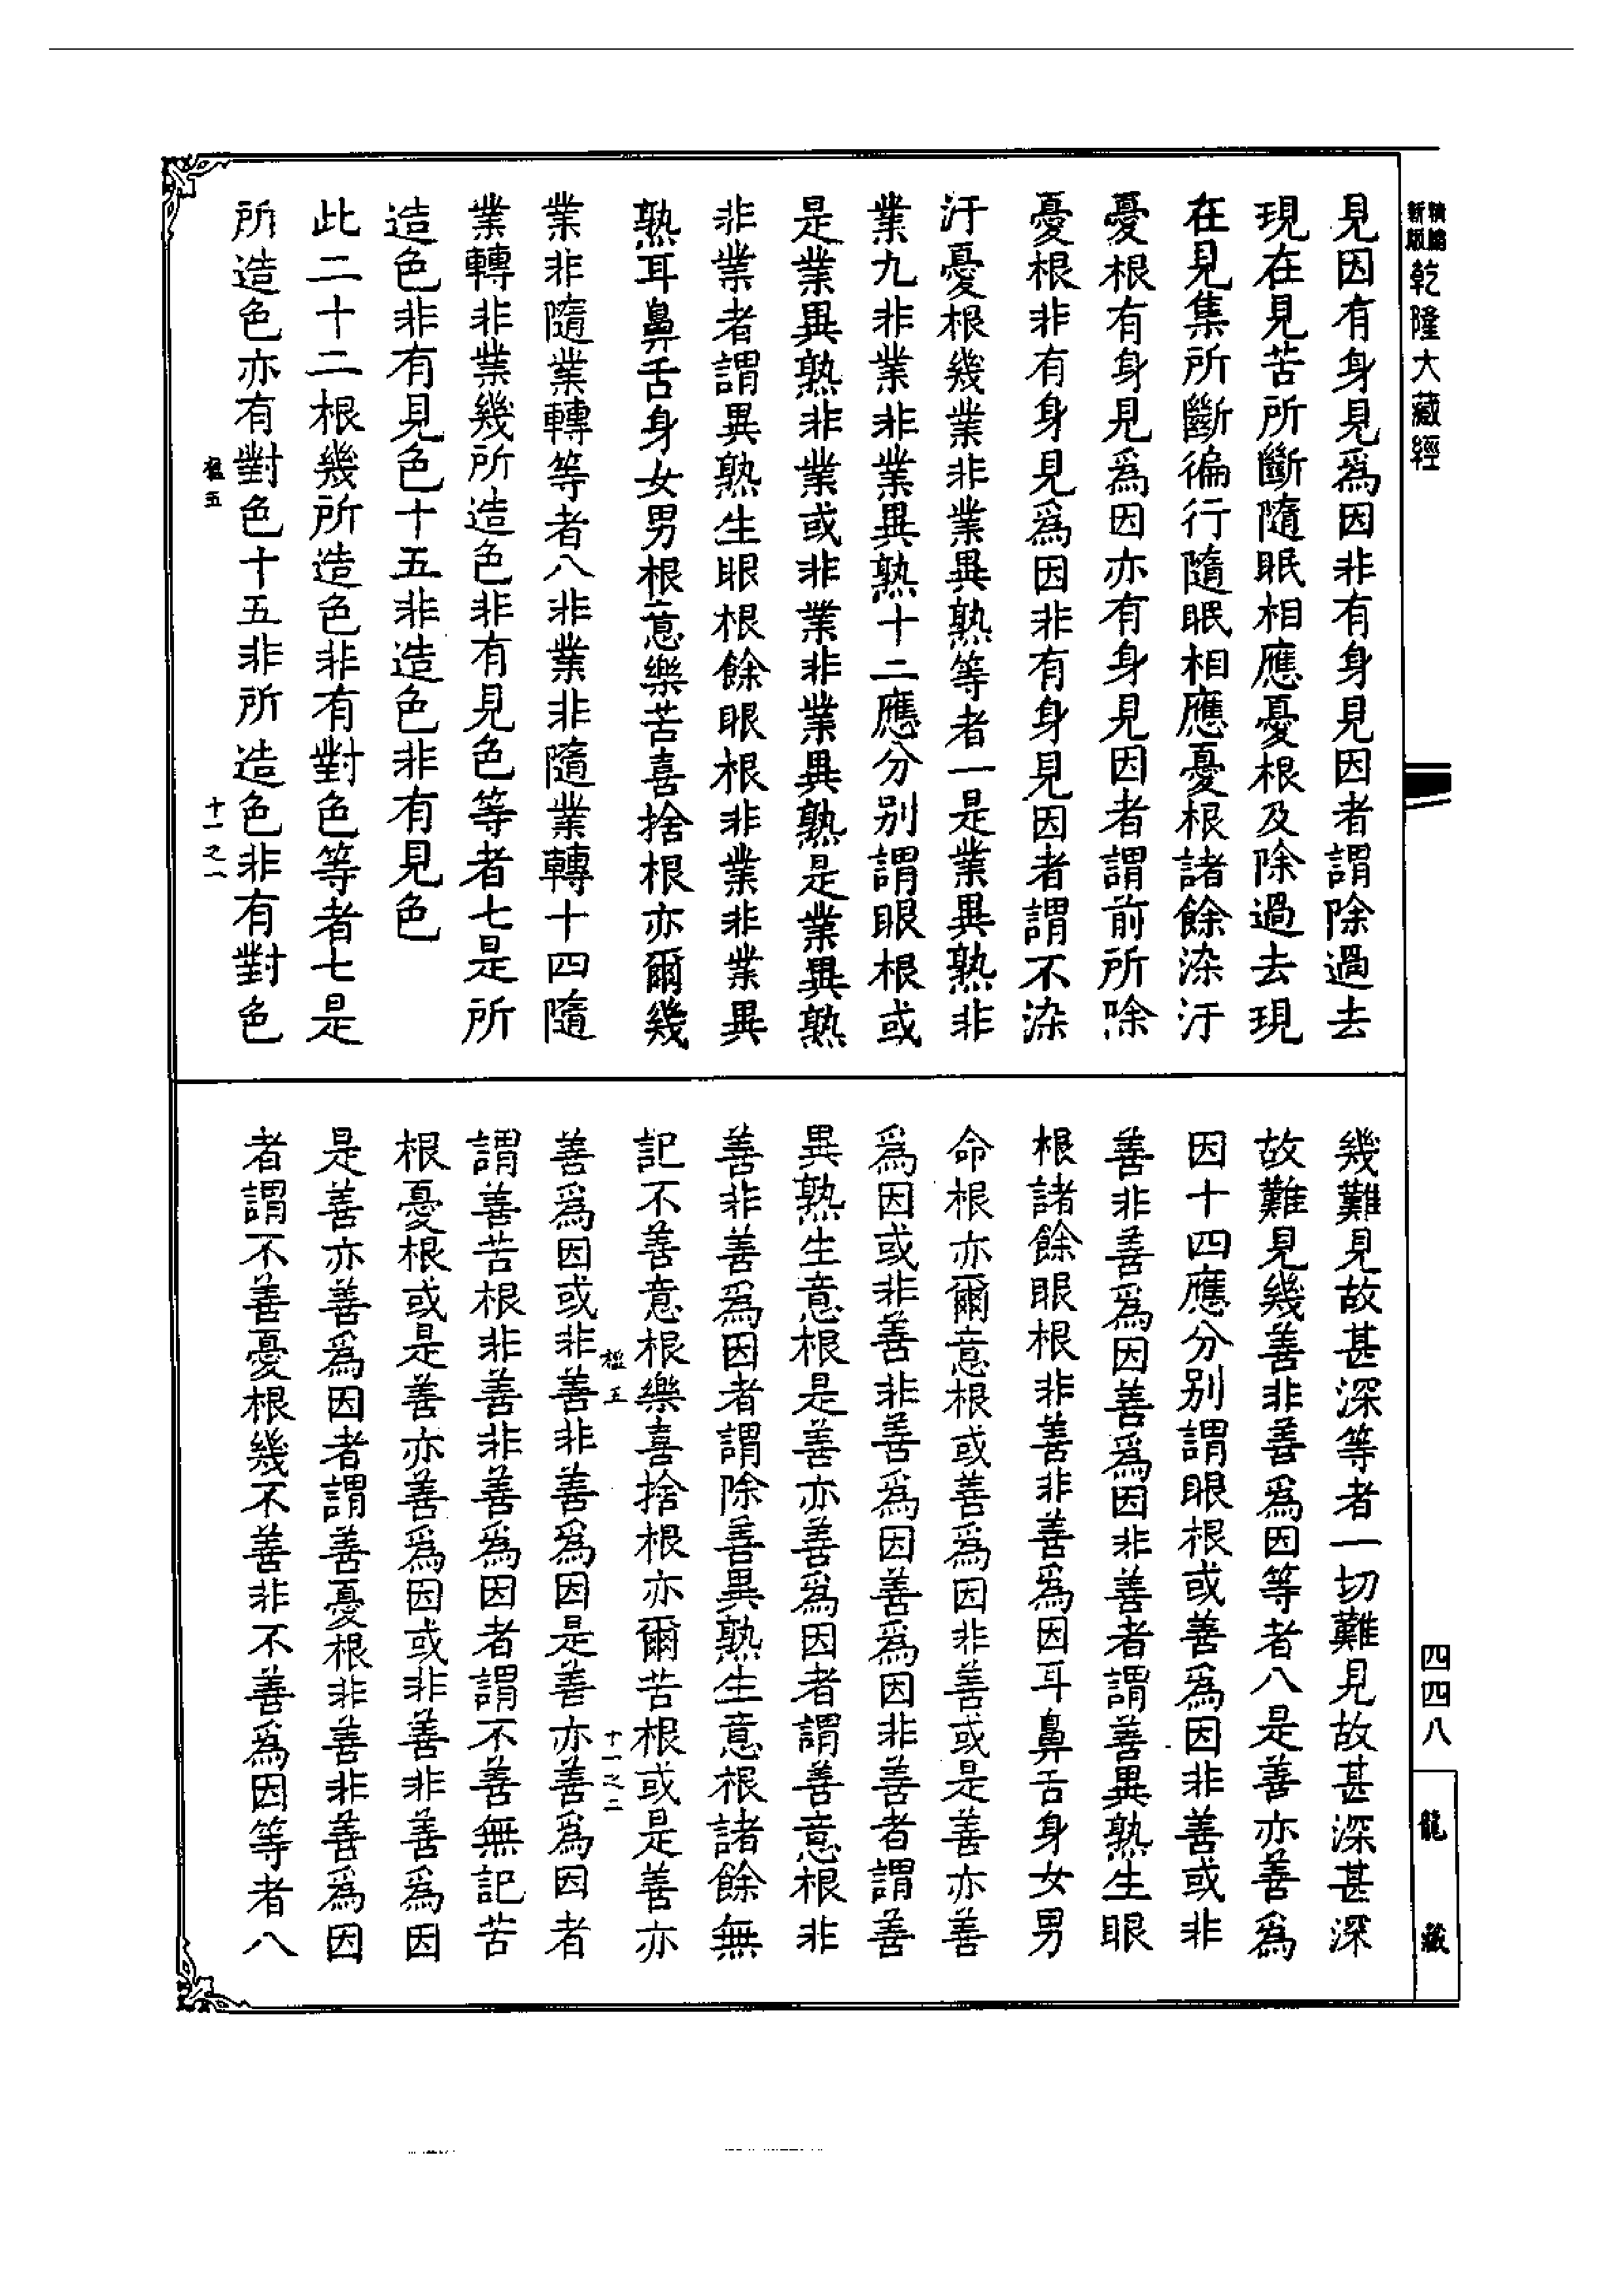 精縮
新版
乾隆大藏經
見因有身見爲因非有身見因者謂除過去
現在見苦所斷隨眠相應憂根及除過去現
在見集所斷徧行隨眠相應憂根諸餘染汙
憂根有身見爲因亦有身見因者謂前所除
憂根非有身見爲因非有身見因者謂不染
汙憂根幾業非業異熟等者一是業異熟非
業九非業非業異熟十二應分別謂眼根或
是業異熟非業或非業非業異熟是業異熟
非業者謂異熟生眼根餘眼根非業非業異
熟耳鼻舌身女男根意樂苦喜捨根亦爾幾
業非隨業轉等者八非業非隨業轉十四隨
業轉非業幾所造色非有見色等者七是所
造色非有見色十五非造色非有見色
此二十二根幾所造色非有對色等者七是
所造色亦有對色十五非所造色非有對色
十一之一
幾難見故甚深等者一切難見故甚深甚深
故難見幾善非善爲因等者八是善亦善爲
因十四應分別謂眼根或善爲因非善或非
善非善爲因善爲因非善者謂善異熟生眼
根諸餘眼根非善非善爲因耳鼻舌身女男
命根亦爾意根或善爲因非善或是善亦善
爲因或非善非善爲因善爲因非善者謂善
異熟生意根是善亦善爲因者謂善意根非
善非善爲因者謂除善異熟生意根諸餘無
記不善意根樂喜捨根亦爾苦根或是善亦
十一之二
善爲因或非善非善爲因是善亦善爲因者
謂善苦根非善非善爲因者謂不善無記苦
根憂根或是善亦善爲因或非善非善爲因
是善亦善爲因者謂善憂根非善非善爲因
者謂不善憂根幾不善非不善爲因等者八
四四八
龍藏